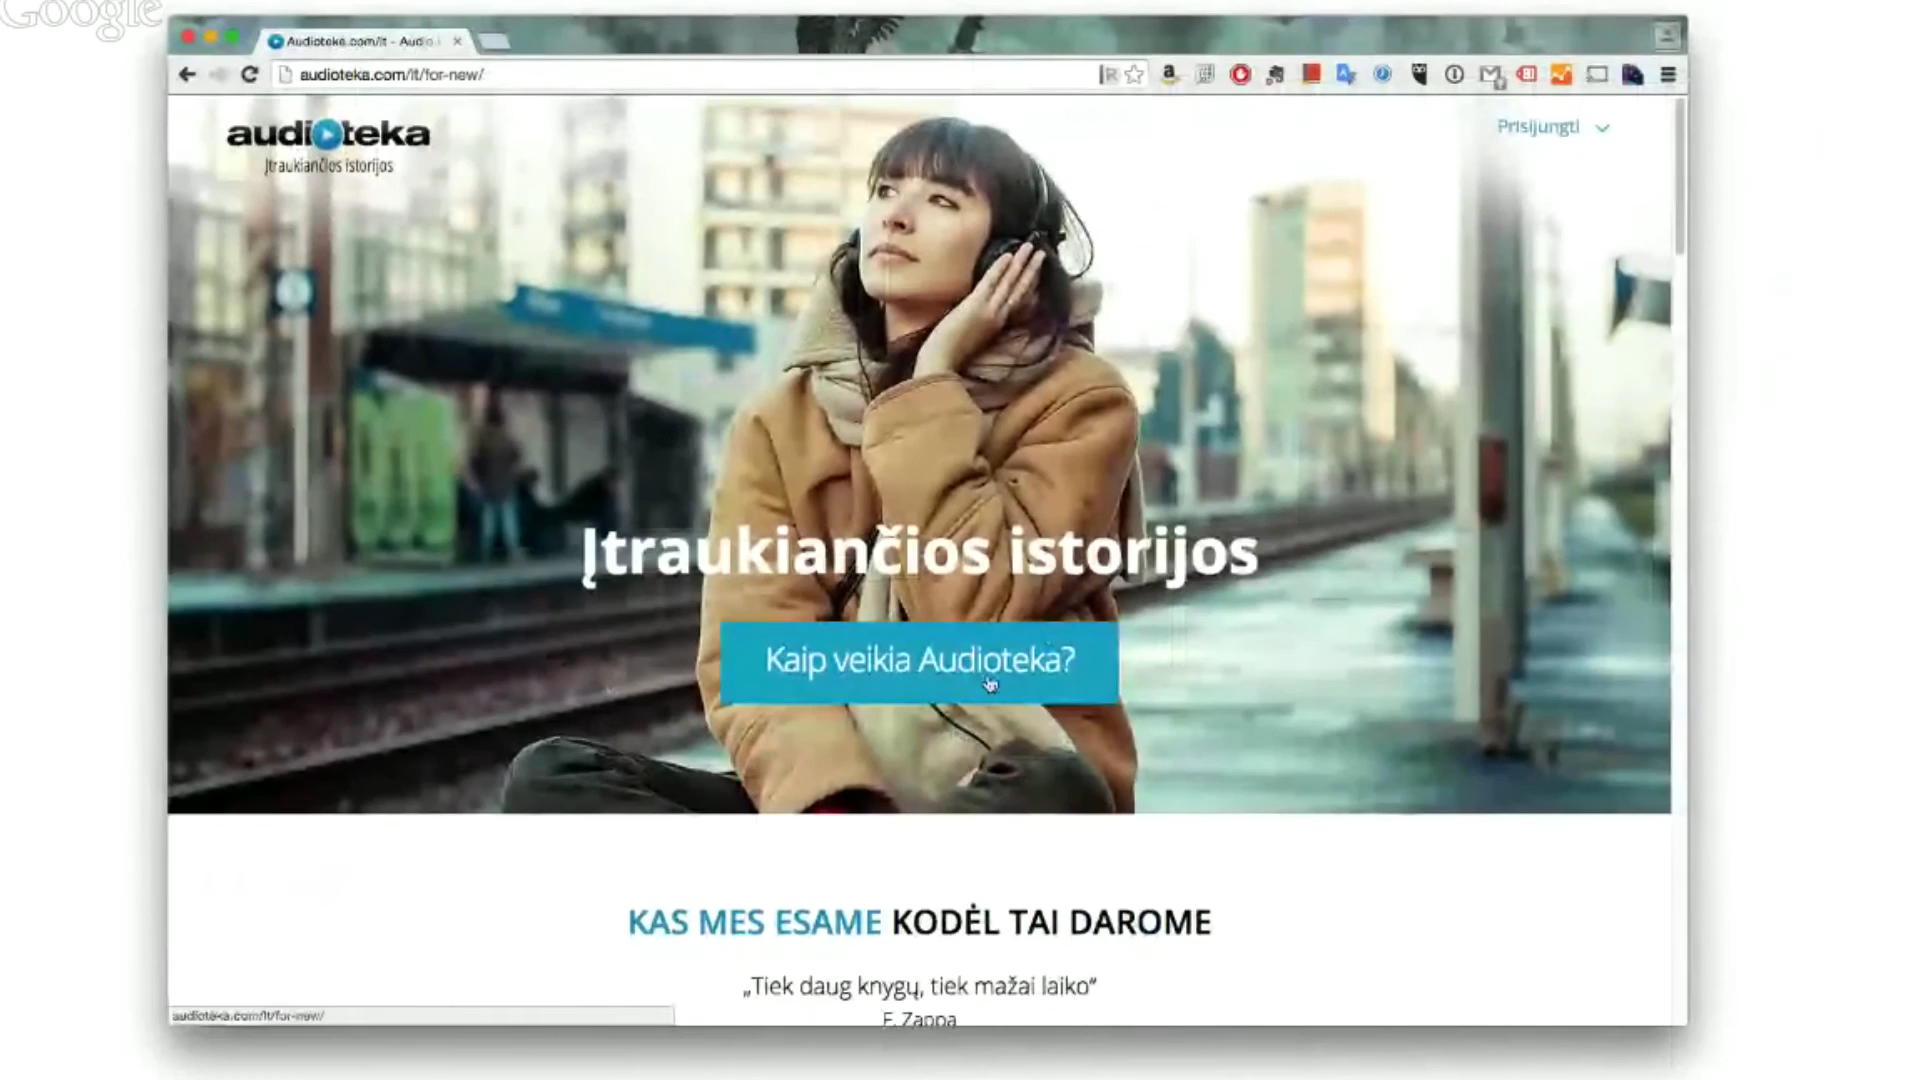 Google
Audioteka.com/lt - Audio
audioteka.com/lt/for-new/
audioteka
Įtraukiančios istorijos
Prisijungti
Įtraukiančios istorijos
Kaip veikia Audioteka?
KAS MES ESAME KODĖL TAI DAROME
„Tiek daug knygų, tiek mažai laiko“
F. Zappa
audioteka.com/lt/for-new/